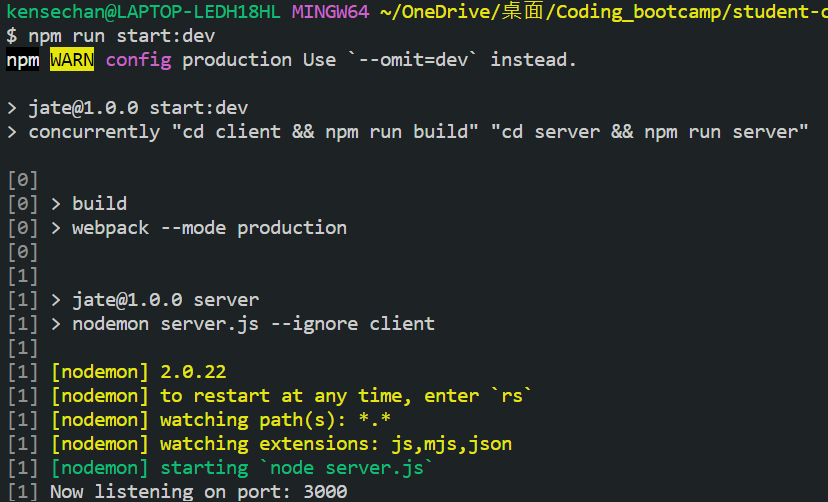 kensechan@LAPTOP-LEDH18HL MINGW64 ~/OneDrive/桌面/Coding_bootcamp/student-c
$ npm run start:dev
npm WARN config production Use `--omit=dev` instead.
> jate@1.0.0 start:dev
> concurrently "cd client && npm run build" "cd server && npm run server"
[0]
[0] > build
[0] > webpack --mode production
[0]
[1]
[1] > jate@1.0.0 server
[1] > nodemon server.js --ignore client
[1]
[1] [nodemon] 2.0.22
[1] [nodemon] to restart at any time, enter `rs`
[1] [nodemon] watching path(s): *.*
[1] [nodemon] watching extensions: js,mjs,json
[1] [nodemon] starting `node server.js`
[1] Now listening on port: 3000